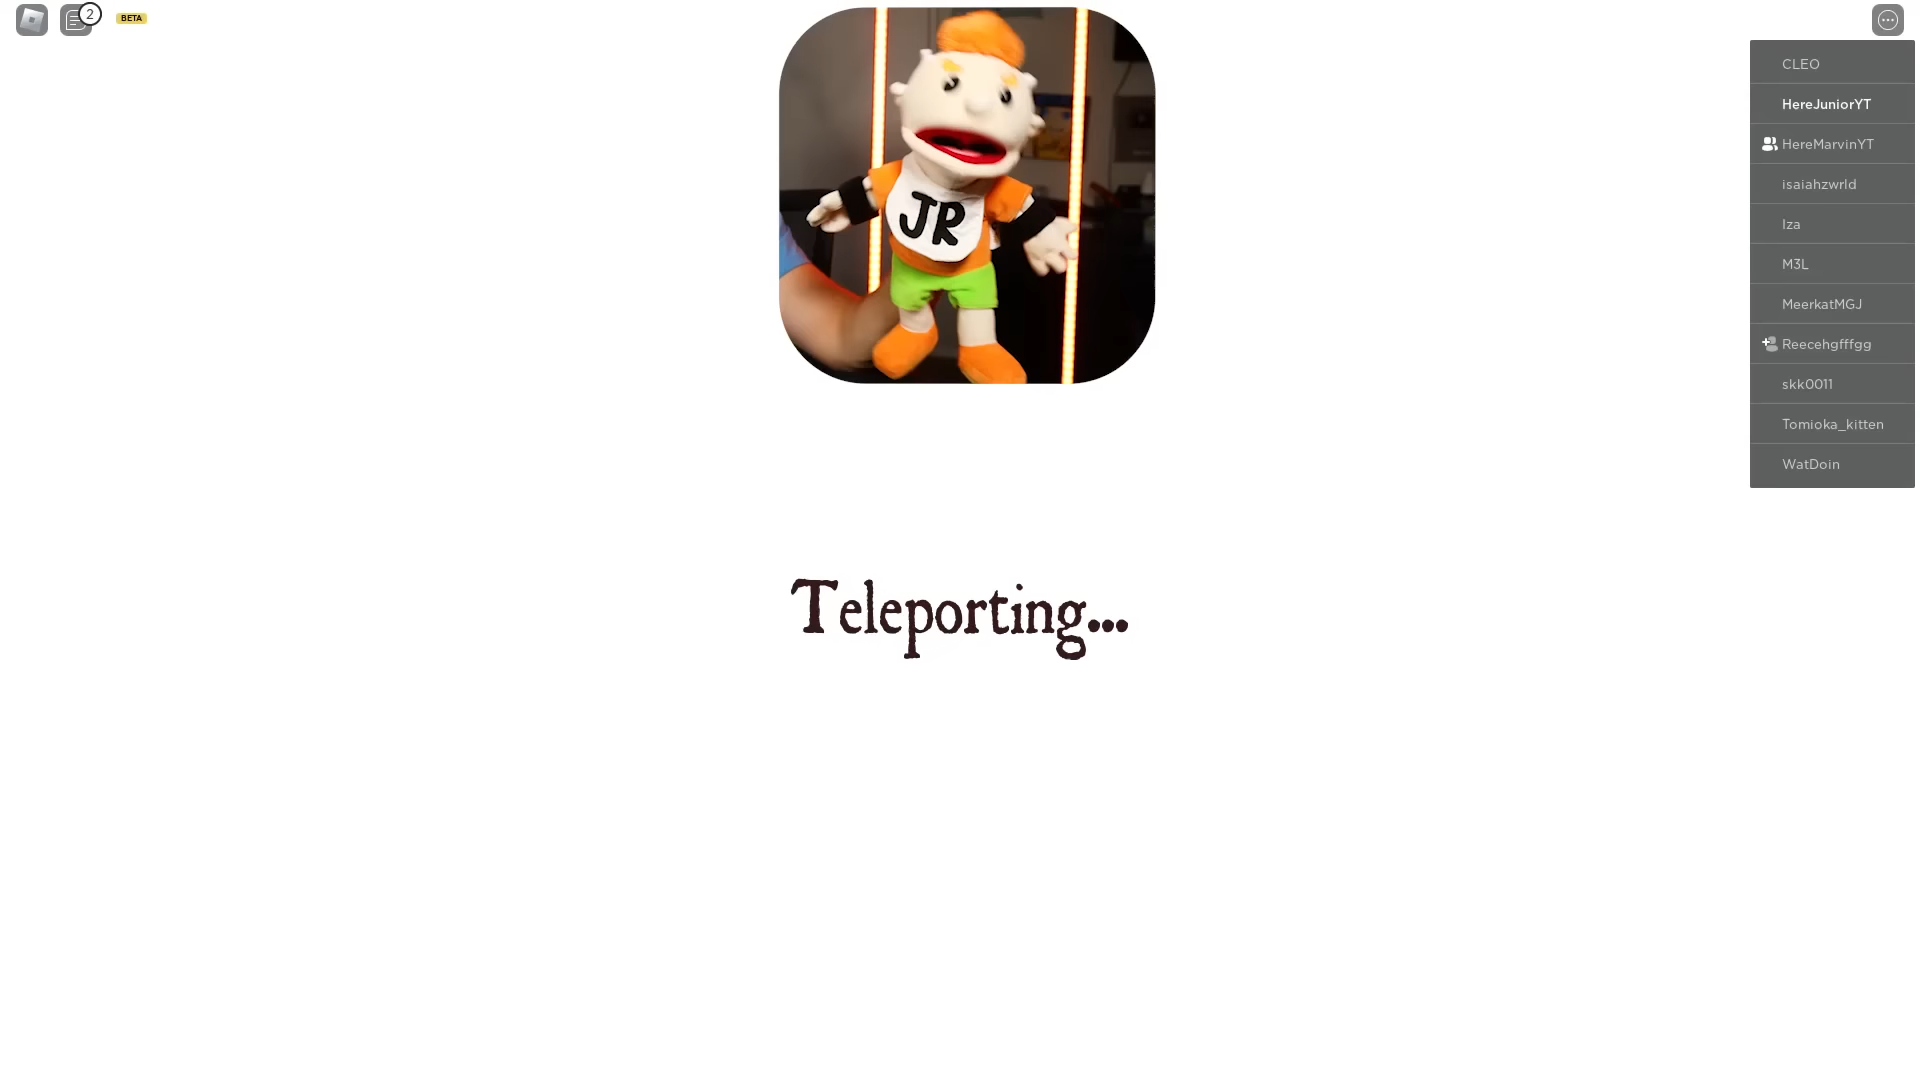 2
BETA
JR
CLEO
HereJuniorYT
HereMarvinYT
isaiahzwrld
Iza
M3L
MeerkatMGJ
Reecehgfffgg
skk0011
Tomioka_kitten
WatDoin
Teleporting...